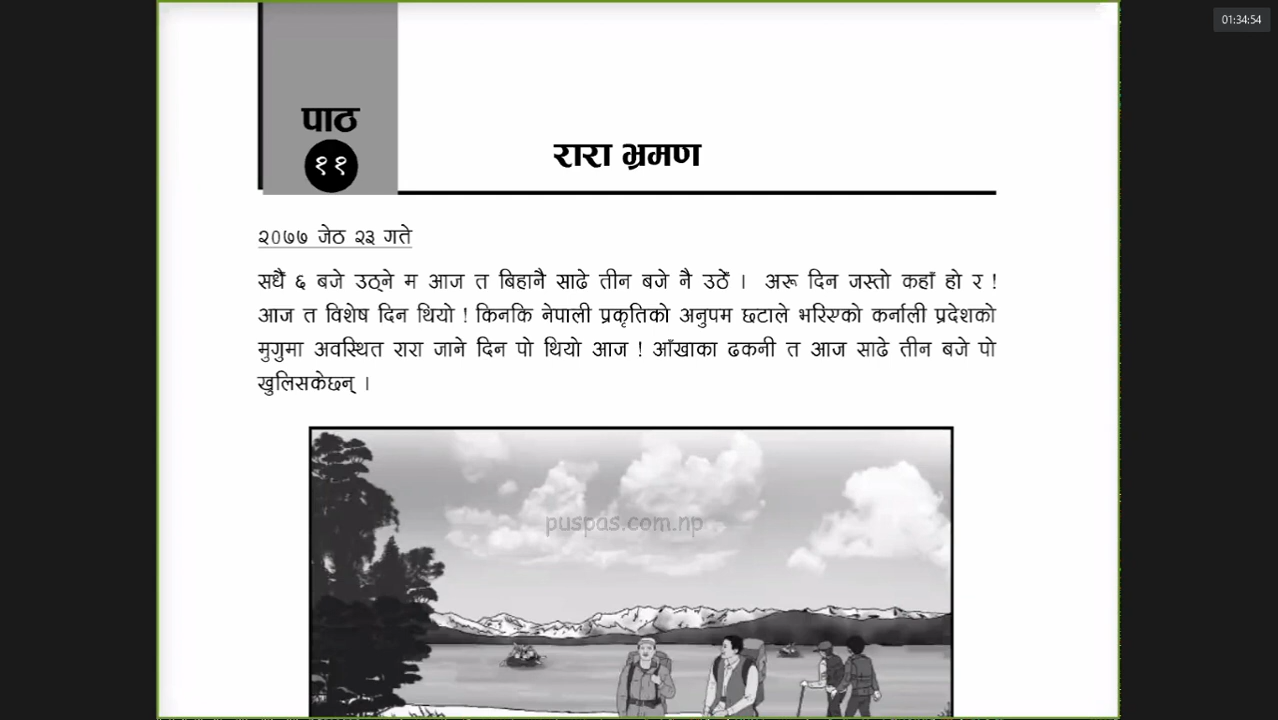 01:34:54
पाठ
११
रारा भ्रमण
२०७७ जेठ २३ गते
सधैँ ६ बजे उठ्ने म आज त बिहानै साढे तीन बजे नै उठेँ । अरू दिन जस्तो कहाँ हो र !
आज त विशेष दिन थियो ! किनकि नेपाली प्रकृतिको अनुपम छटाले भरिएको कर्नाली प्रदेशको
मुगुमा अवस्थित रारा जाने दिन पो थियो आज ! आँखाका ढकनी त आज साढे तीन बजे पो
खुलिसकेछन् ।
puspas.com.np